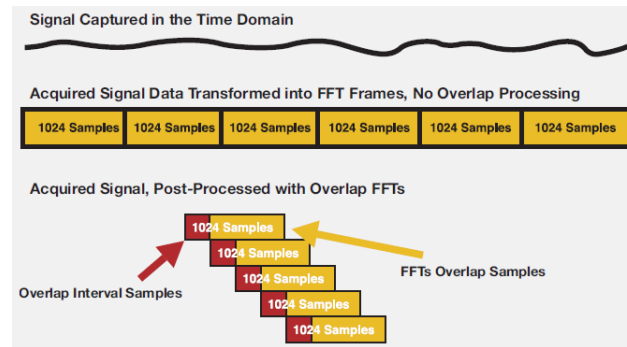 Signal Captured in the Time Domain
Acquired Signal Data Transformed into FFT Frames, No Overlap Processing
1024 Samples 1024 Samples 1024 Samples 1024 Samples 1024 Samples 1024 Samples
Acquired Signal, Post-Processed with Overlap FFTs
1024 Samples
1024 Samples
FFTs Overlap Samples
1024 Samples
Overlap Interval Samples
1024 Samples
1024 Samples